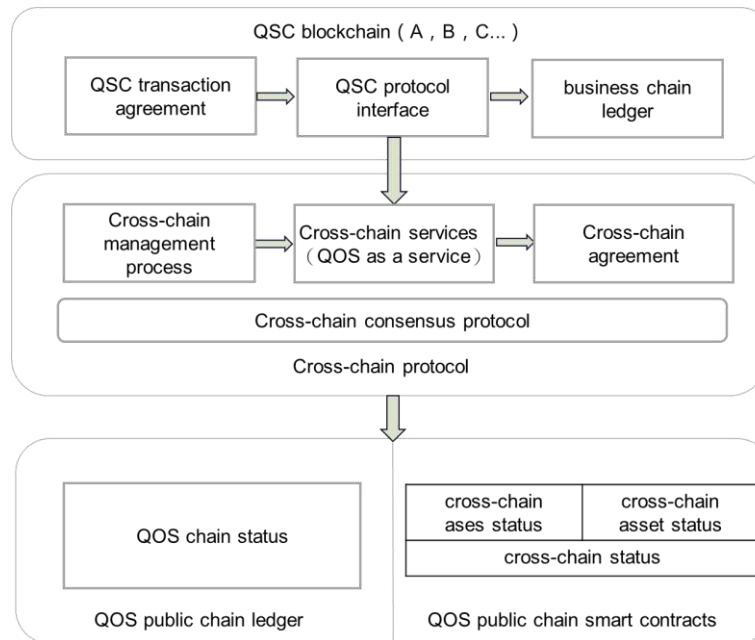 QSC blockchain ( A , B , C... )
QSC transaction
agreement
QSC protocol
interface
business chain
ledger
Cross-chain
management
process
Cross-chain services
（QOS as a service）
Cross-chain
agreement
Cross-chain consensus protocol
Cross-chain protocol
QOS chain status
cross-chain
ases status
cross-chain
asset status
cross-chain status
QOS public chain ledger
QOS public chain smart contracts